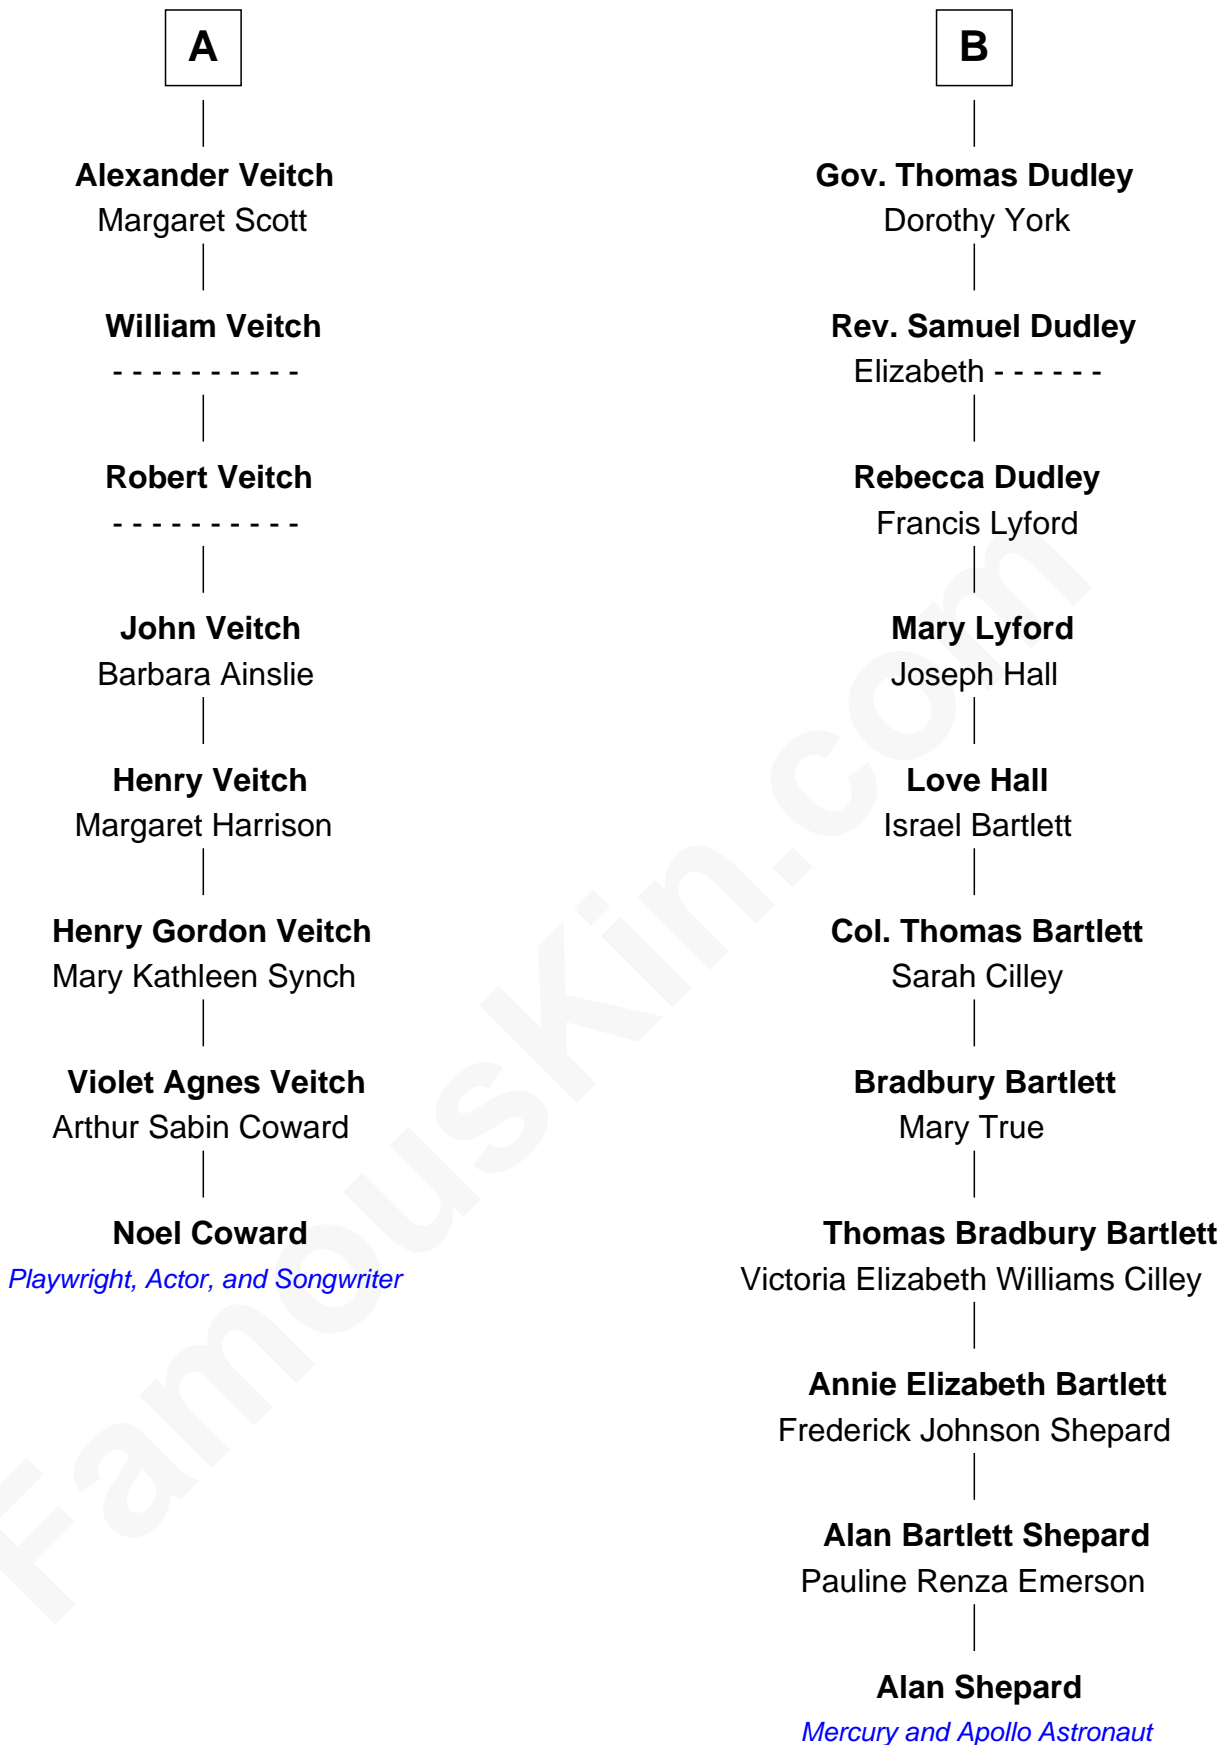 A
Alexander Veitch
Margaret Scott
William Veitch
- - - - - - - - - -
Robert Veitch
- - - - - - - - - -
John Veitch
Barbara Ainslie
Henry Veitch
Margaret Harrison
Henry Gordon Veitch
Mary Kathleen Synch
Violet Agnes Veitch
Arthur Sabin Coward
Noel Coward
Playwright, Actor, and Songwriter
B
Gov. Thomas Dudley
Dorothy York
Rev. Samuel Dudley
Elizabeth - - - - - -
Rebecca Dudley
Francis Lyford
Mary Lyford
Joseph Hall
Love Hall
Israel Bartlett
Col. Thomas Bartlett
Sarah Cilley
Bradbury Bartlett
Mary True
Thomas Bradbury Bartlett
Victoria Elizabeth Williams Cilley
Annie Elizabeth Bartlett
Frederick Johnson Shepard
Alan Bartlett Shepard
Pauline Renza Emerson
Alan Shepard
Mercury and Apollo Astronaut
FamousKin.com